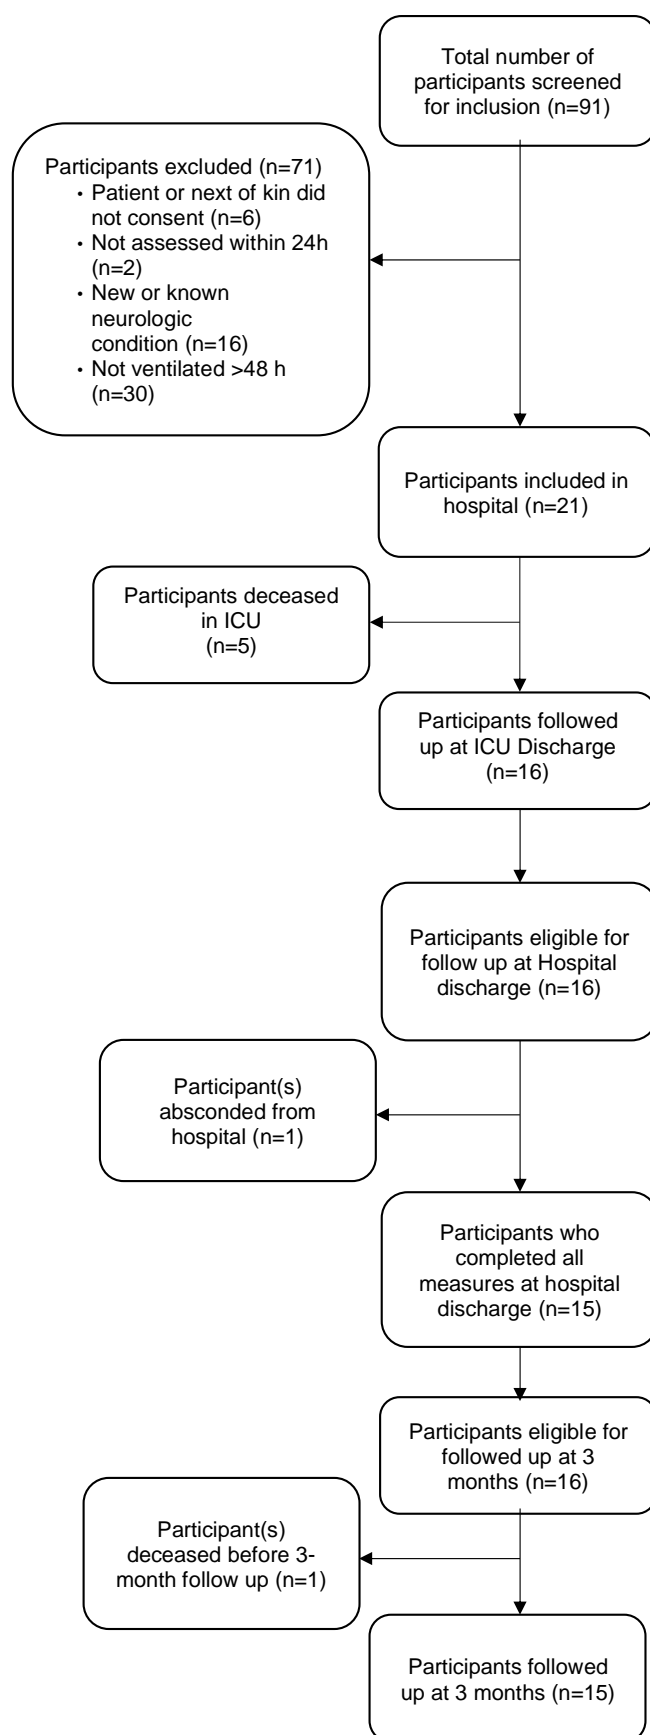 Total number of
participants screened
for inclusion (n=91)
Participants excluded (n=71)
• Patient or next of kin did
not consent (n=6)
• Not assessed within 24h
(n=2)
• New or known
neurologic
condition (n=16)
• Not ventilated >48 h
(n=30)
Participants included in
hospital (n=21)
Participants deceased
in ICU
(n=5)
Participants followed
up at ICU Discharge
(n=16)
Participants eligible for
follow up at Hospital
discharge (n=16)
Participant(s)
absconded from
hospital (n=1)
Participants who
completed all
measures at hospital
discharge (n=15)
Participants eligible for
followed up at 3
months (n=16)
Participant(s)
deceased before 3-
month follow up (n=1)
Participants followed
up at 3 months (n=15)